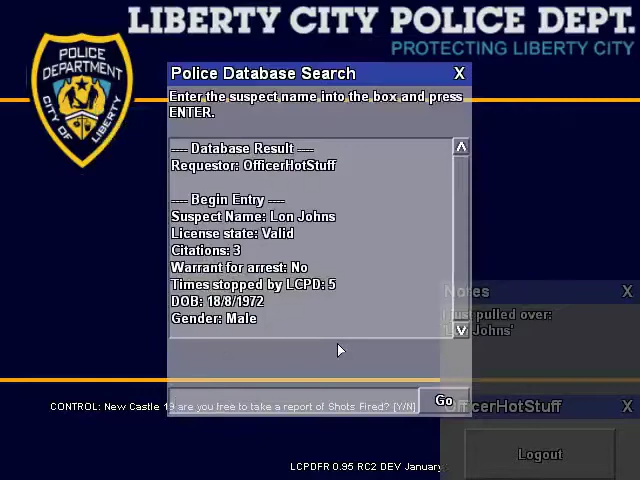 LIBERTY CITY POLICE DEPT.
PROTECTING LIBERTY CITY
POLICE
DEPARTMENT
CITY OF LIBERTY
Police Database Search X
Enter the suspect name into the box and press
ENTER.
---- Database Result ----
Requestor: OfficerHotStuff
---- Begin Entry ----
Suspect Name: Lon Johns
License state: Valid
Citations: 3
Warrant for arrest: No
Times stopped by LCPD: 5
DOB: 18/8/1972
Gender: Male
Notes X
I just pulled over:
'Lon Johns'
CONTROL: New Castle 19 are you free to take a report of Shots Fired? [Y/N]
Go
OfficerHotStuff X
Logout
LCPDFR 0.95 RC2 DEV January